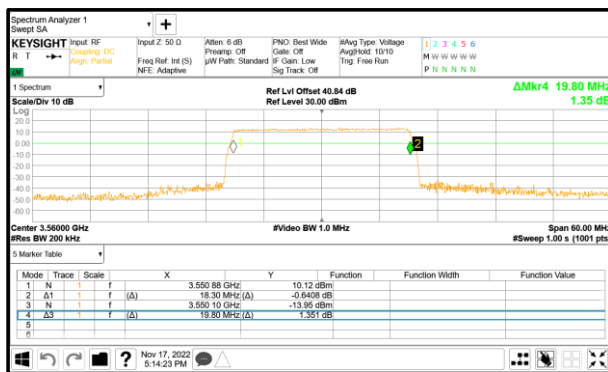 Spectrum Analyzer 1
Swept SA
+
KEYSIGHT Input: RF Input Z: 50 Ω Atten: 6 dB PNO: Best Wide #Avg Type: Voltage 1 2 3 4 5 6
R T Coupling: DC Preamp: Off Gate: Off Avg|Hold: 10/10 M W W W W W
Align: Partial Freq Ref: Int (S) µW Path: Standard IF Gain: Low Trig: Free Run
NFE: Adaptive Sig Track: Off P N N N N N
1 Spectrum
Ref Lvl Offset 40.84 dB ΔMkr4 19.80 MHz
Scale/Div 10 dB Ref Level 30.00 dBm 1.35 dB
Log
20.0
10.0
0.00 1 2
-10.0
-20.0
-30.0
-40.0
-50.0
-60.0
Center 3.56000 GHz #Video BW 1.0 MHz Span 60.00 MHz
#Res BW 200 kHz #Sweep 1.00 s (1001 pts)
5 Marker Table
Mode Trace Scale X Y Function Function Width Function Value
1 N 1 f 3.550 88 GHz 10.12 dBm
2 Δ1 1 f (Δ) 18.30 MHz (Δ) -0.6408 dB
3 N 1 f 3.550 10 GHz -13.95 dBm
4 Δ3 1 f (Δ) 19.80 MHz (Δ) 1.351 dB
5
6
? Nov 17, 2022
5:14:23 PM